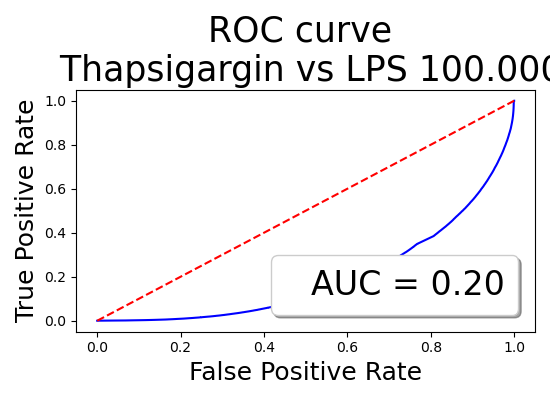 ROC curve
Thapsigargin vs LPS 100.000
True Positive Rate
1.0
0.8
0.6
0.4
0.2
0.0
AUC = 0.20
0.0 0.2 0.4 0.6 0.8 1.0
False Positive Rate